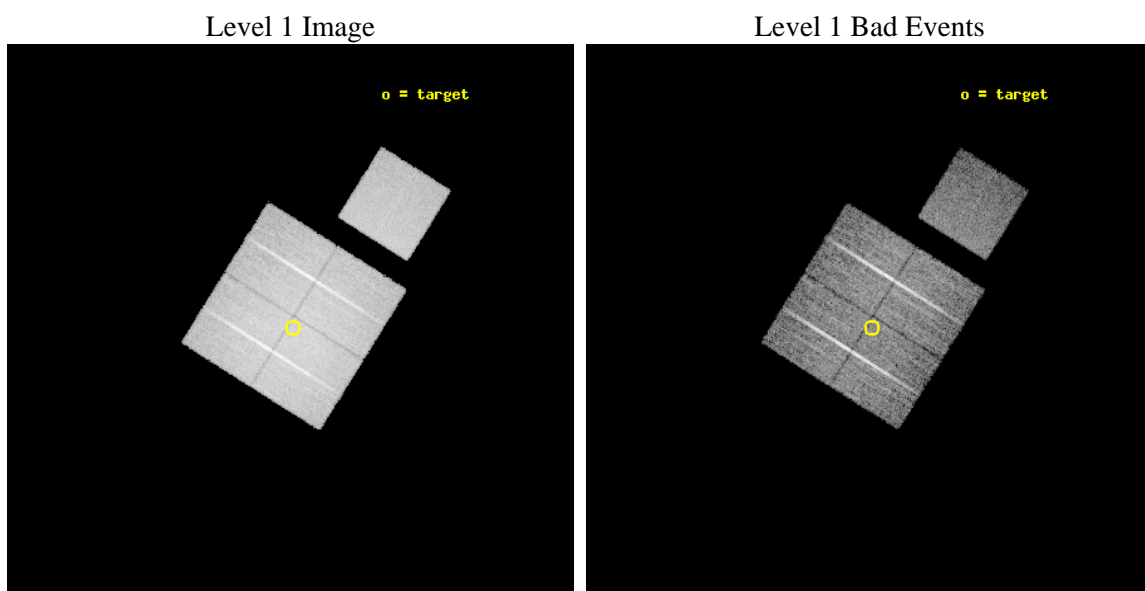 Level 1 Image
Level 1 Bad Events
o = target
o = target